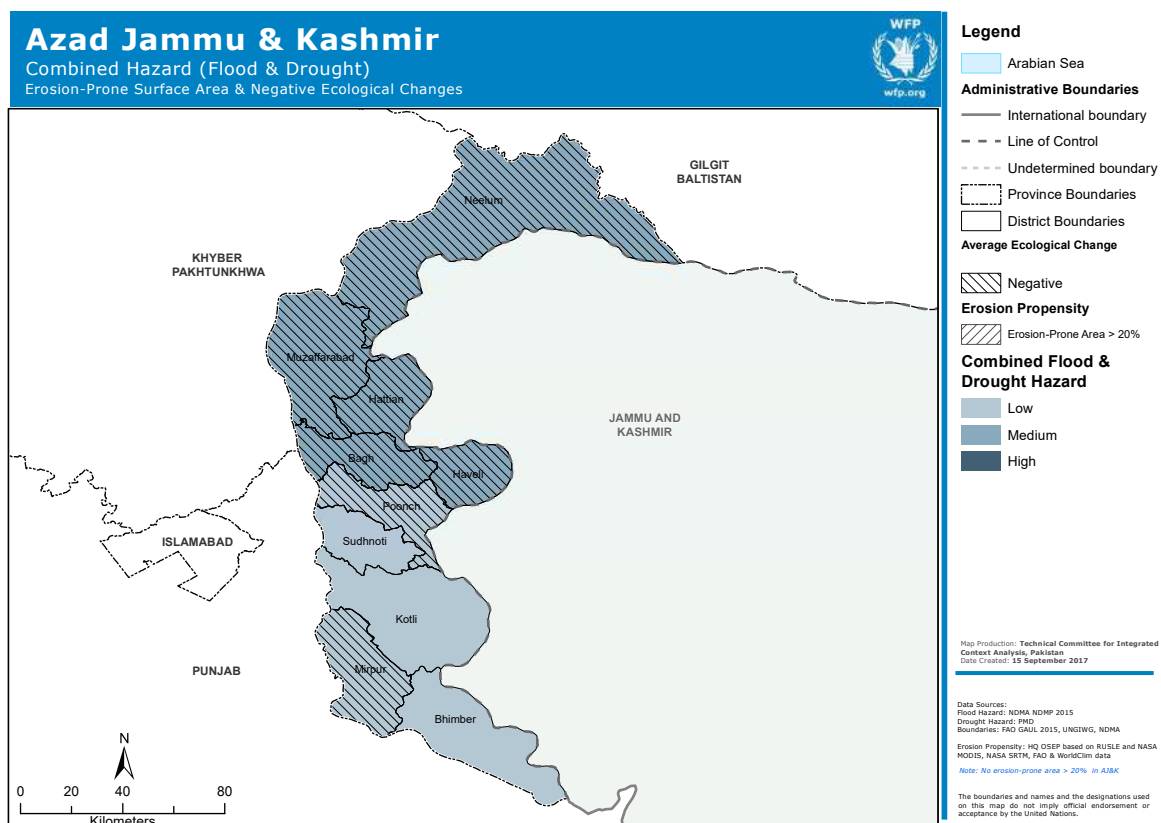 Azad Jammu & Kashmir
Combined Hazard (Flood & Drought)
Erosion-Prone Surface Area & Negative Ecological Changes
WFP
wfp.org
GILGIT
BALTISTAN
Neelum
KHYBER
PAKHTUNKHWA
Muzaffarabad
Hattian
JAMMU AND
KASHMIR
Bagh
Haveli
Poonch
ISLAMABAD
Sudhnoti
Kotli
PUNJAB
Mirpur
Bhimber
N
0 20 40 80
Kilometers
Legend
Arabian Sea
Administrative Boundaries
International boundary
Line of Control
Undetermined boundary
Province Boundaries
District Boundaries
Average Ecological Change
Negative
Erosion Propensity
Erosion-Prone Area > 20%
Combined Flood &
Drought Hazard
Low
Medium
High
Map Production: Technical Committee for Integrated
Context Analysis, Pakistan
Date Created: 15 September 2017
Data Sources:
Flood Hazard: NDMA NDMP 2015
Drought Hazard: PMD
Boundaries: FAO GAUL 2015, UNGIWG, NDMA
Erosion Propensity: HQ OSEP based on RUSLE and NASA
MODIS, NASA SRTM, FAO & WorldClim data
Note: No erosion-prone area > 20% in AJ&K
The boundaries and names and the designations used
on this map do not imply official endorsement or
acceptance by the United Nations.